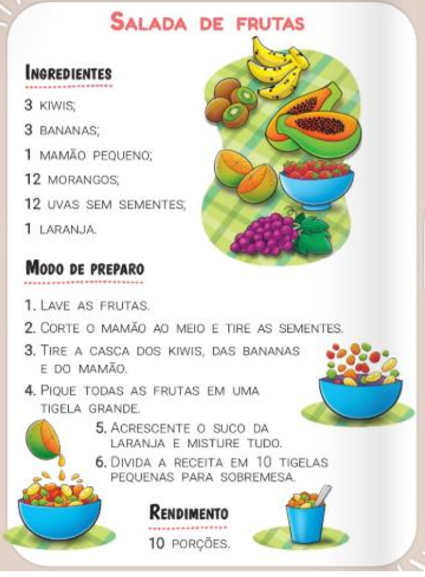 SALADA DE FRUTAS
INGREDIENTES
3 KIWIS;
3 BANANAS;
1 MAMÃO PEQUENO;
12 MORANGOS;
12 UVAS SEM SEMENTES;
1 LARANJA.
MODO DE PREPARO
1. LAVE AS FRUTAS.
2. CORTE O MAMÃO AO MEIO E TIRE AS SEMENTES.
3. TIRE A CASCA DOS KIWIS, DAS BANANAS
E DO MAMÃO.
4. PIQUE TODAS AS FRUTAS EM UMA
TIGELA GRANDE.
5. ACRESCENTE O SUCO DA
LARANJA E MISTURE TUDO.
6. DIVIDA A RECEITA EM 10 TIGELAS
PEQUENAS PARA SOBREMESA.
RENDIMENTO
10 PORÇÕES.